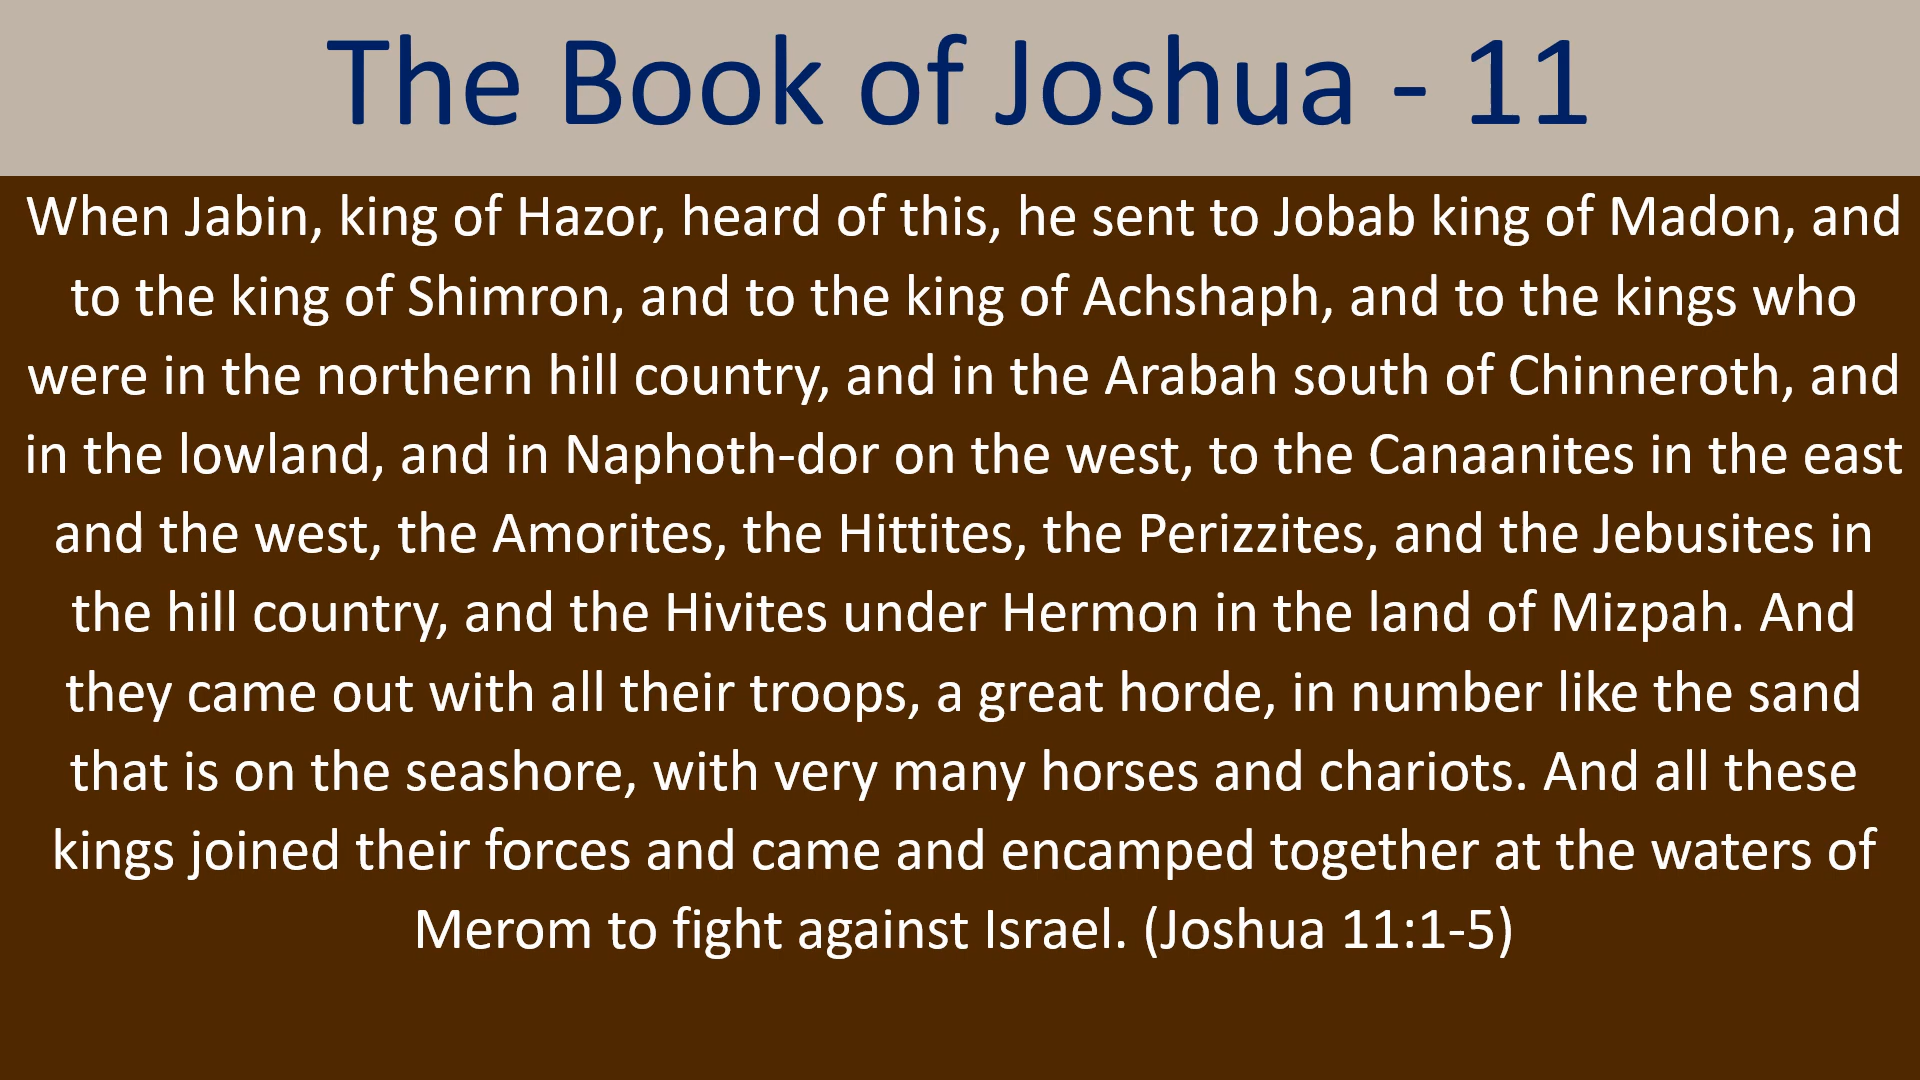 The Book of Joshua - 11
When Jabin, king of Hazor, heard of this, he sent to Jobab king of Madon, and
to the king of Shimron, and to the king of Achshaph, and to the kings who
were in the northern hill country, and in the Arabah south of Chinneroth, and
in the lowland, and in Naphoth-dor on the west, to the Canaanites in the east
and the west, the Amorites, the Hittites, the Perizzites, and the Jebusites in
the hill country, and the Hivites under Hermon in the land of Mizpah. And
they came out with all their troops, a great horde, in number like the sand
that is on the seashore, with very many horses and chariots. And all these
kings joined their forces and came and encamped together at the waters of
Merom to fight against Israel. (Joshua 11:1-5)